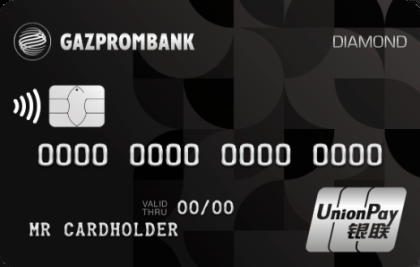 GAZPROMBANK
DIAMOND
0000 0000 0000 0000
VALID THRU 00/00
MR CARDHOLDER
UnionPay
银联